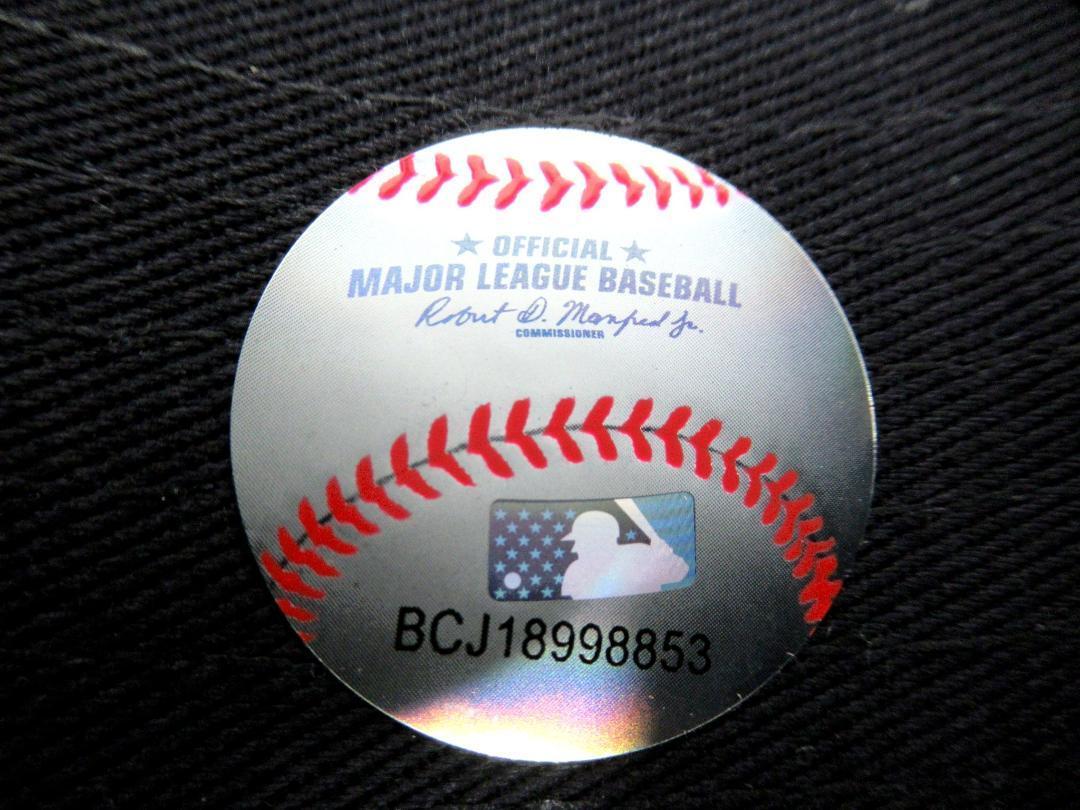 OFFICIAL
MAJOR LEAGUE BASEBALL
Robert D. Manfred Jr.
COMMISSIONER
BCJ18998853